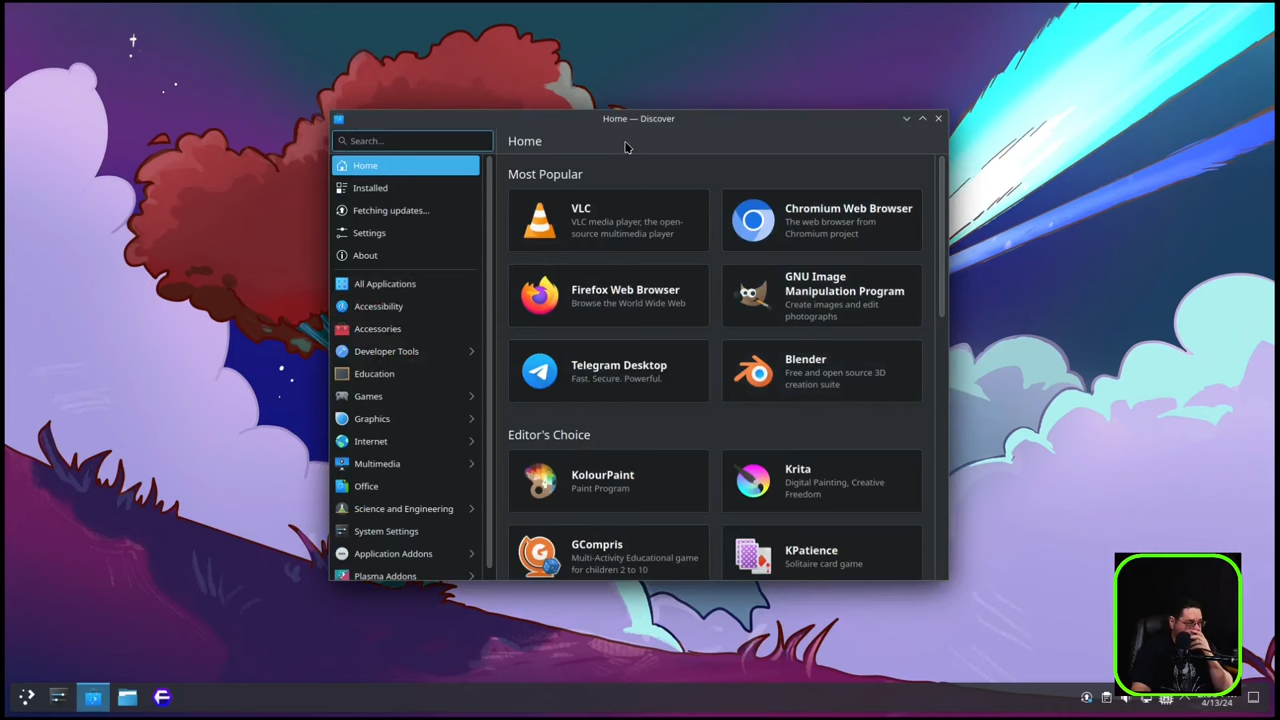 Home — Discover
Search...
Home
Home
Installed
Fetching updates...
Settings
About
All Applications
Accessibility
Accessories
Developer Tools
Education
Games
Graphics
Internet
Multimedia
Office
Science and Engineering
System Settings
Application Addons
Plasma Addons
Most Popular
VLC
VLC media player, the open-
source multimedia player
Chromium Web Browser
The web browser from
Chromium project
Firefox Web Browser
Browse the World Wide Web
GNU Image
Manipulation Program
Create images and edit
photographs
Telegram Desktop
Fast. Secure. Powerful.
Blender
Free and open source 3D
creation suite
Editor's Choice
KolourPaint
Paint Program
Krita
Digital Painting, Creative
Freedom
GCompris
Multi-Activity Educational game
for children 2 to 10
KPatience
Solitaire card game
4/13/24